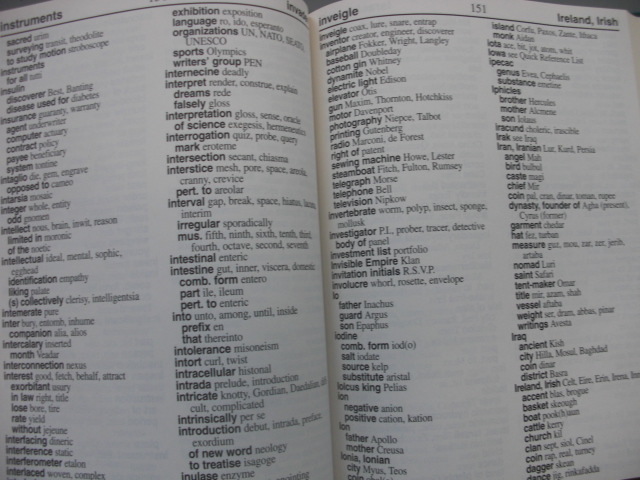 instruments
sacred urim
surveying transit, theodolite
to study motion stroboscope
instruments
for all tutti
insulin
discoverer Best, Banting
disease used for diabetes
insurance guaranty, warranty
agent underwriter
computer actuary
contract policy
payee beneficiary
system tontine
intaglio die, gem, engrave
opposed to cameo
intarsia mosaic
integer whole, entity
odd gnomen
intellect nous, brain, inwit, reason
limited in moronic
of the noetic
intellectual ideal, mental, sophic,
egghead
identification empathy
liking palate
(s) collectively clerisy, intelligentsia
intemerate pure
inter bury, entomb, inhume
companion alia, alios
intercalary inserted
month Veadar
interconnection nexus
interest good, fetch, behalf, attract
exorbitant usury
in law right, title
lose bore, tire
rate yield
without jejeune
interfacing dineric
interference static
interferometer etalon
interlaced woven, complex
exhibition exposition
language ro, ido, esperanto
organizations UN, NATO, SEATO,
UNESCO
sports Olympics
writers' group PEN
internecine deadly
interpret render, construe, explain
dreams rede
falsely gloss
interpretation gloss, sense, oracle
of science exegesis, hermeneutics
interrogation quiz, probe, query
mark eroteme
intersection secant, chiasma
interstice mesh, pore, space, areola,
cranny, crevice
pert. to areolar
interval gap, break, space, hiatus,
interim
irregular sporadically
mus. fifth, ninth, sixth, tenth, third,
fourth, octave, second, seventh
intestinal enteric
intestine gut, inner, viscera, domestic
comb. form entero
part ile, ileum
pert. to enteric
into unto, among, until, inside
prefix en
that thereinto
intolerance misoneism
intort curl, twist
intracellular histonal
intrada prelude, introduction
intricate knotty, Gordian, Daedalian,
cult, complicated
intrinsically per se
introduction debut, intrada, preface,
exordium
of new word neology
to treatise isagoge
inulase enzyme
inveigle
151
Ireland, Irish
inveigle coax, lure, snare, entrap
inventor creator, engineer, discoverer
airplane Fokker, Wright, Langley
baseball Doubleday
cotton gin Whitney
dynamite Nobel
electric light Edison
elevator Otis
gun Maxim, Thornton, Hotchkiss
motor Davenport
photography Niepce, Talbot
printing Gutenberg
radio Marconi, de Forest
right of patent
sewing machine Howe, Lester
steamboat Fitch, Fulton, Rumsey
telegraph Morse
telephone Bell
television Nipkow
invertebrate worm, polyp, insect, sponge,
mollusk
investigator P.I., prober, tracer, detective
body of panel
investment list portfolio
Invisible Empire Klan
invitation initials R.S.V.P.
involucre whorl, rosette, envelope
Io
father Inachus
guard Argus
son Epaphus
iodine
comb. form iod(o)
salt iodate
source kelp
substitute aristal
Iolcus king Pelias
ion
negative anion
positive cation, kation
Ion
father Apollo
mother Creusa
Ionia, Ionian
city Myus, Teos
island Corfu, Paxos, Zante, Ithaca
monk Aidan
iota ace, bit, jot, atom, whit
Iowa see Quick Reference List
ipecac
genus Evea, Cephaelis
substance emetine
Iphicles
brother Hercules
mother Alcmene
son Iolaus
iracund choleric, irascible
Irak see Iraq
Iran, Iranian Lur, Kurd, Persia
angel Mah
bird bulbul
caste magi
chief Mir
coin pul, cran, dinar, toman, rupee
dynasty, founder of Agha (present),
Cyrus (former)
garment chedar
hat fez, turban
measure guz, mou, zar, zer, jerib,
artaba
nomad Luri
saint Safar
tent-maker Omar
title mir, azam, shah
vessel aftaba
weight ser, dram, abbas, pinar
writings Avesta
Iraq
ancient Kish
city Hilla, Mosul, Baghdad
coin dinar
district Basra
Ireland, Irish Celt, Eire, Erin,
accent bias, brogue
basket skeough
boat pookhaun
cattle kerry
church kil
clan sept, siol, Cinel
coin rap, real, turney
dagger skean
dance jig, rinkafadda